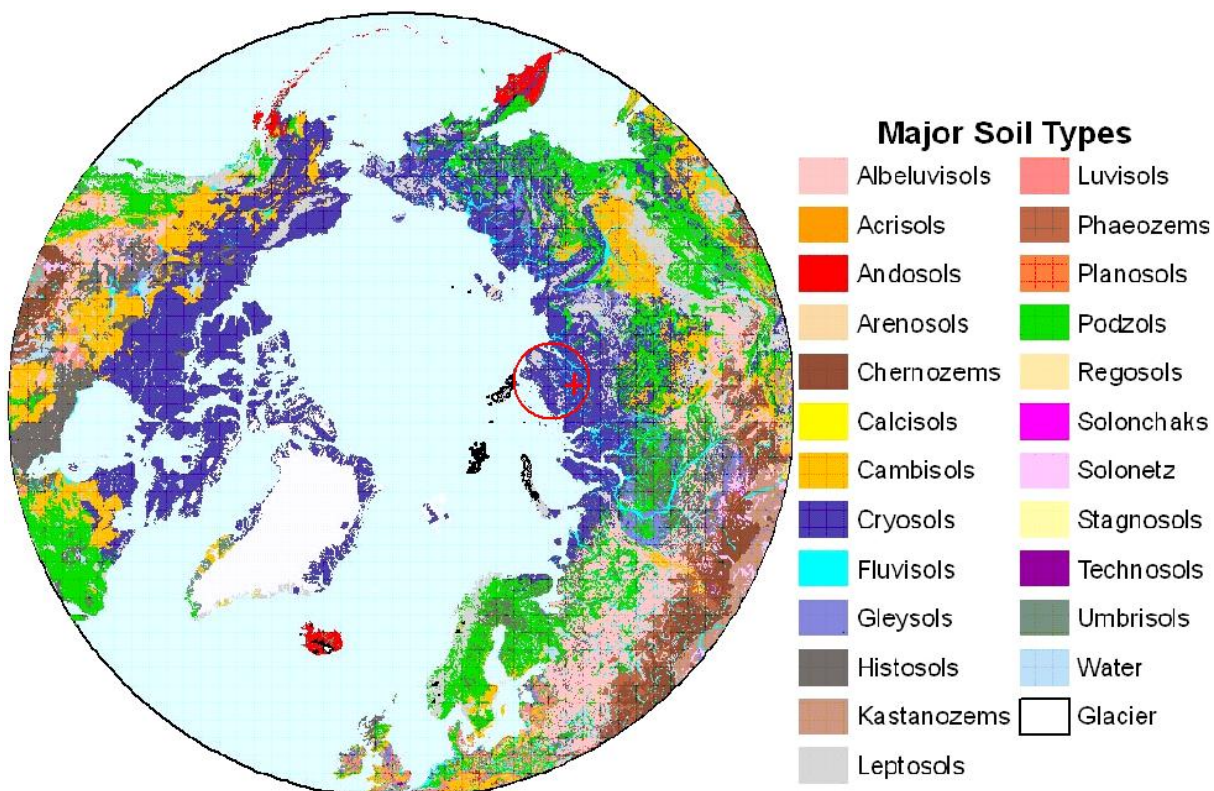 Major Soil Types
Albeluvisols
Acrisols
Andosols
Arenosols
Chernozems
Calcisols
Cambisols
Cryosols
Fluvisols
Gleysols
Histosols
Kastanozems
Leptosols
Luvisols
Phaeozems
Planosols
Podzols
Regosols
Solonchaks
Solonetz
Stagnosols
Technosols
Umbrisols
Water
Glacier